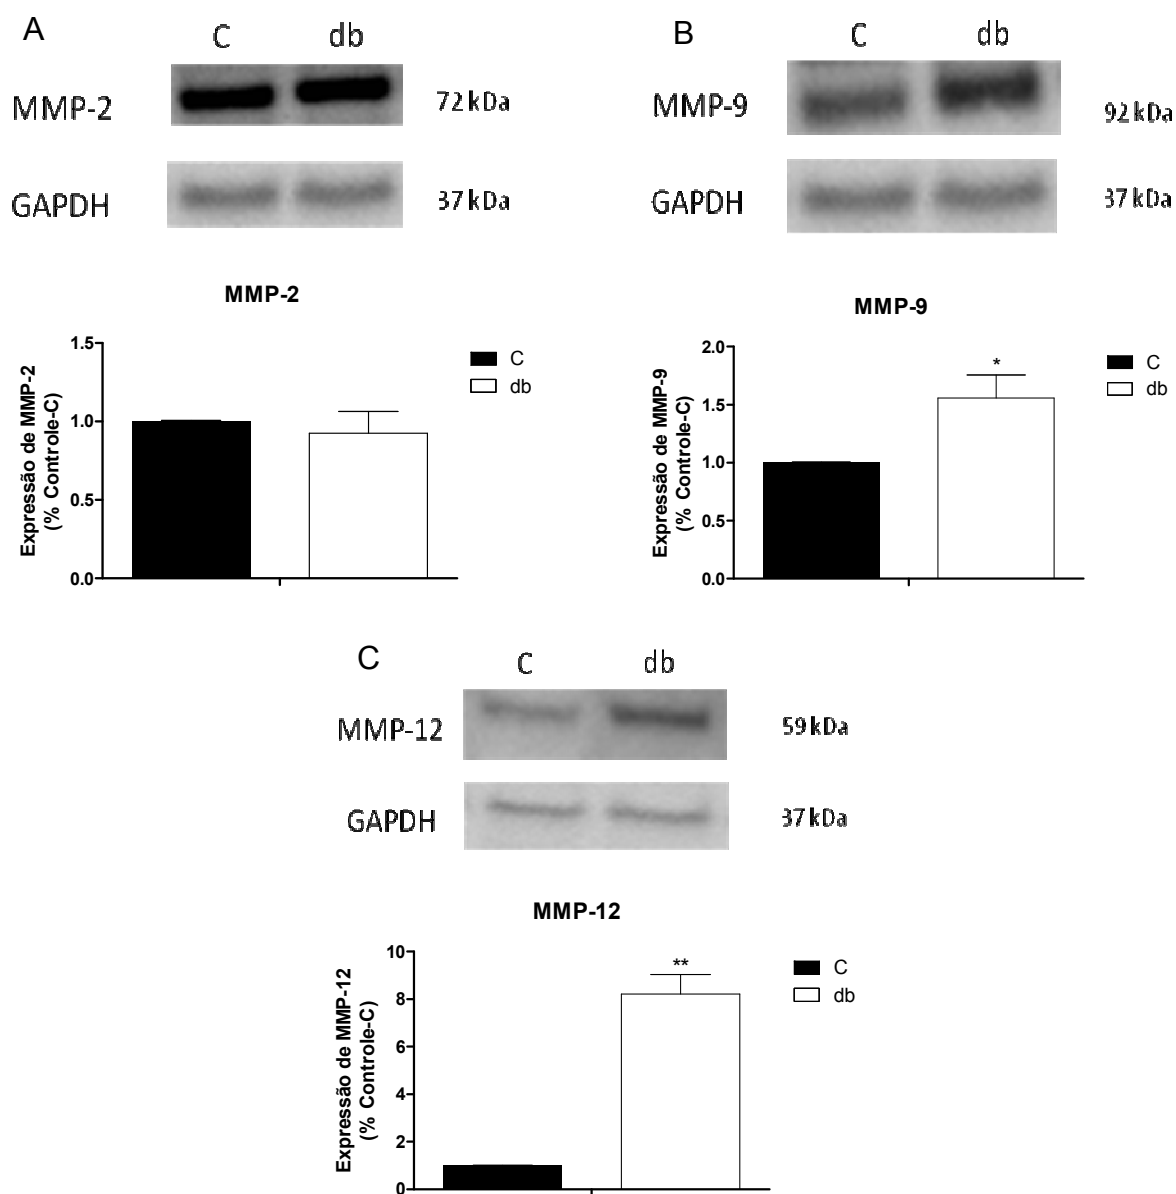 A
C db
MMP-2 72 kDa
GAPDH 37 kDa
MMP-2
Expressão de MMP-2
(% Controle-C)
1.5
1.0
0.5
0.0
C
db
B
C db
MMP-9 92 kDa
GAPDH 37 kDa
MMP-9
Expressão de MMP-9
(% Controle-C)
2.0
1.5
1.0
0.5
0.0
*
C
db
C
C db
MMP-12 59 kDa
GAPDH 37 kDa
MMP-12
Expressão de MMP-12
(% Controle-C)
10
8
6
4
2
0
**
C
db